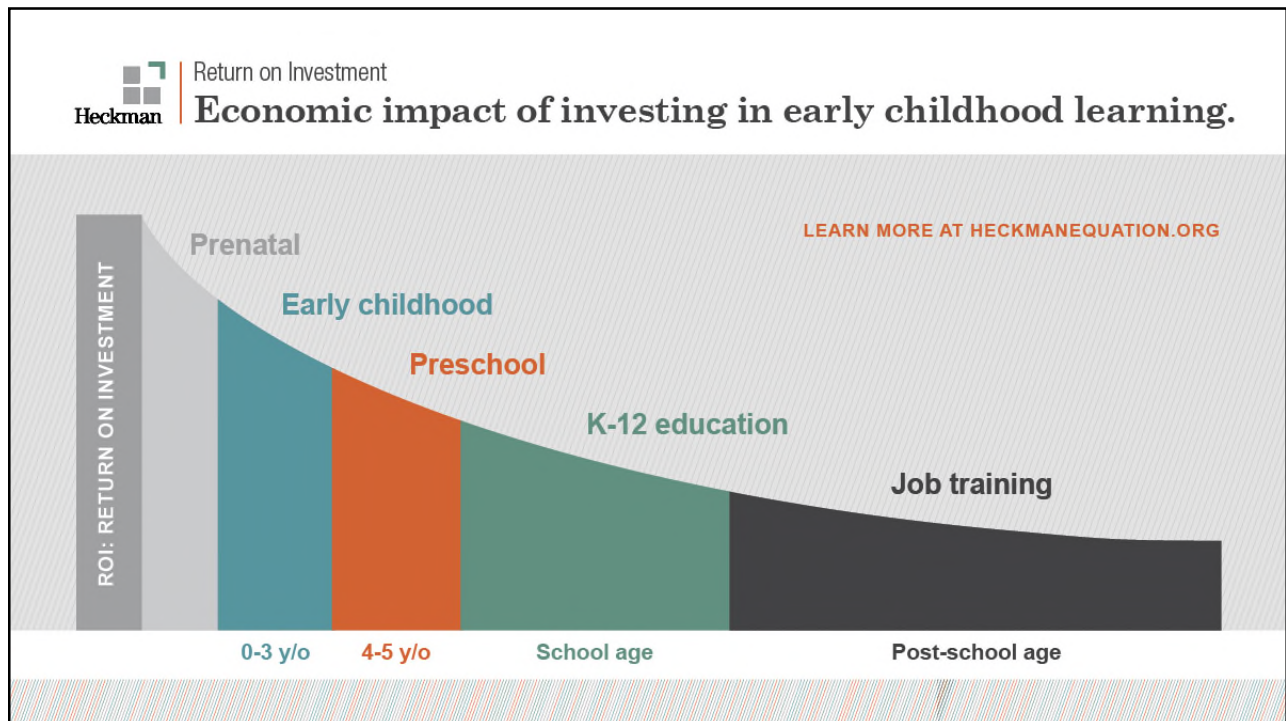 Heckman
Return on Investment
Economic impact of investing in early childhood learning.
LEARN MORE AT HECKMANEQUATION.ORG
ROI: RETURN ON INVESTMENT
Prenatal
Early childhood
Preschool
K-12 education
Job training
0-3 y/o
4-5 y/o
School age
Post-school age